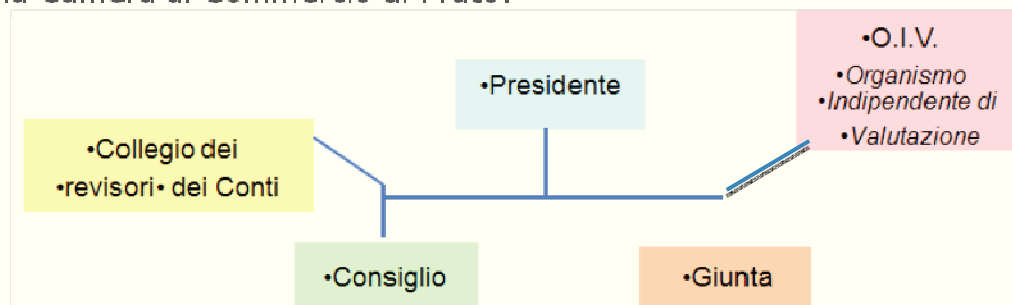 •O.I.V.
•Organismo
•Indipendente di
•Valutazione
•Presidente
•Collegio dei
•revisori• dei Conti
•Consiglio
•Giunta